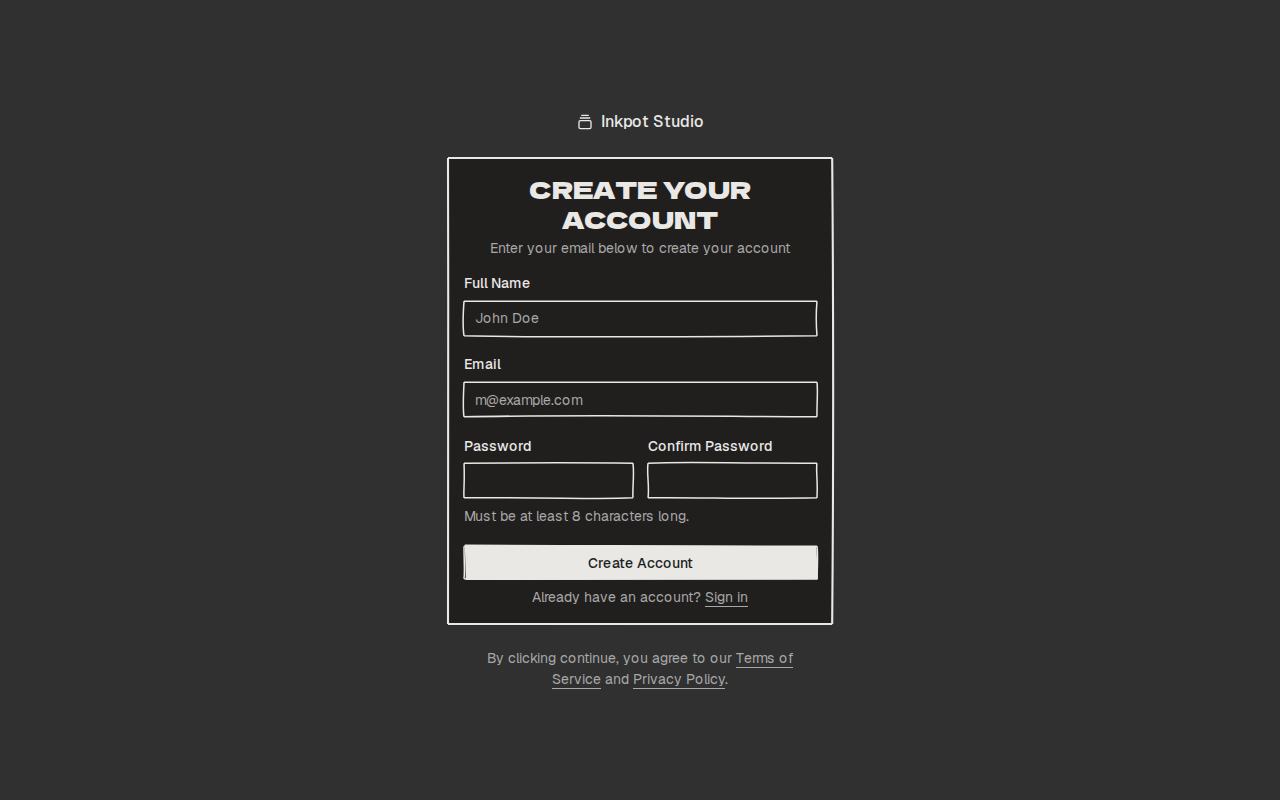 Inkpot Studio
CREATE YOUR
ACCOUNT
Enter your email below to create your account
Full Name
John Doe
Email
m@example.com
Password
Confirm Password
Must be at least 8 characters long.
Create Account
Already have an account? Sign in
By clicking continue, you agree to our Terms of
Service and Privacy Policy.